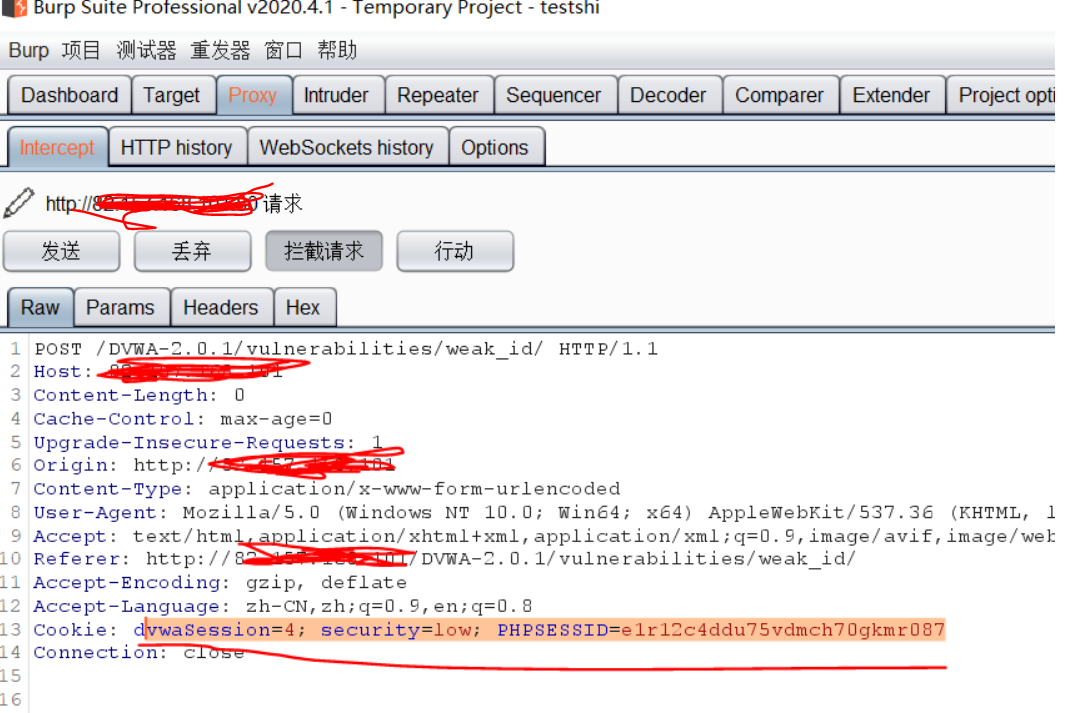 Burp Suite Professional v2020.4.1 - Temporary Project - testshi
Burp 项目 测试器 重发器 窗口 帮助
Dashboard Target Proxy Intruder Repeater Sequencer Decoder Comparer Extender Project opti
Intercept HTTP history WebSockets history Options
http:// 请求
发送 丢弃 拦截请求 行动
Raw Params Headers Hex
1 POST /DVWA-2.0.1/vulnerabilities/weak_id/ HTTP/1.1
2 Host:
3 Content-Length: 0
4 Cache-Control: max-age=0
5 Upgrade-Insecure-Requests: 1
6 Origin: http://
7 Content-Type: application/x-www-form-urlencoded
8 User-Agent: Mozilla/5.0 (Windows NT 10.0; Win64; x64) AppleWebKit/537.36 (KHTML, l
9 Accept: text/html,application/xhtml+xml,application/xml;q=0.9,image/avif,image/web
10 Referer: http:// /DVWA-2.0.1/vulnerabilities/weak_id/
11 Accept-Encoding: gzip, deflate
12 Accept-Language: zh-CN,zh;q=0.9,en;q=0.8
13 Cookie: dvwaSession=4; security=low; PHPSESSID=e1r12c4ddu75vdmch70gkmr087
14 Connection: close
15
16